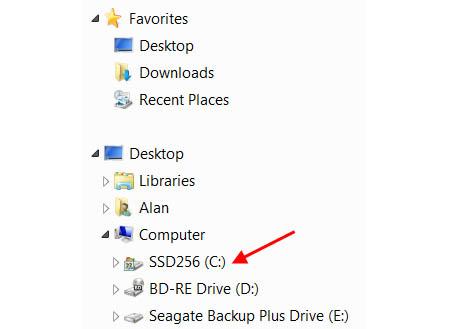 Favorites
Desktop
Downloads
Recent Places
Desktop
Libraries
Alan
Computer
SSD256 (C:)
BD-RE Drive (D:)
Seagate Backup Plus Drive (E:)